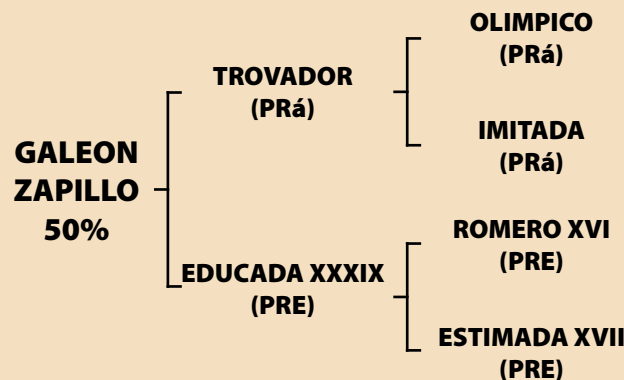 GALEON
ZAPILLO
50%
TROVADOR
(PRá)
EDUCADA XXXIX
(PRE)
OLIMPICO
(PRá)
IMITADA
(PRá)
ROMERO XVI
(PRE)
ESTIMADA XVII
(PRE)